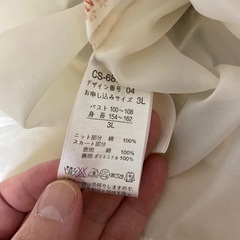 CS-66
デザイン番号 04
お申し込みサイズ 3L
バスト 100～108
身長 154～162
3L
ニット部分 綿 100%
スカート部分
表地 綿 100%
裏地 ポリエステル 100%